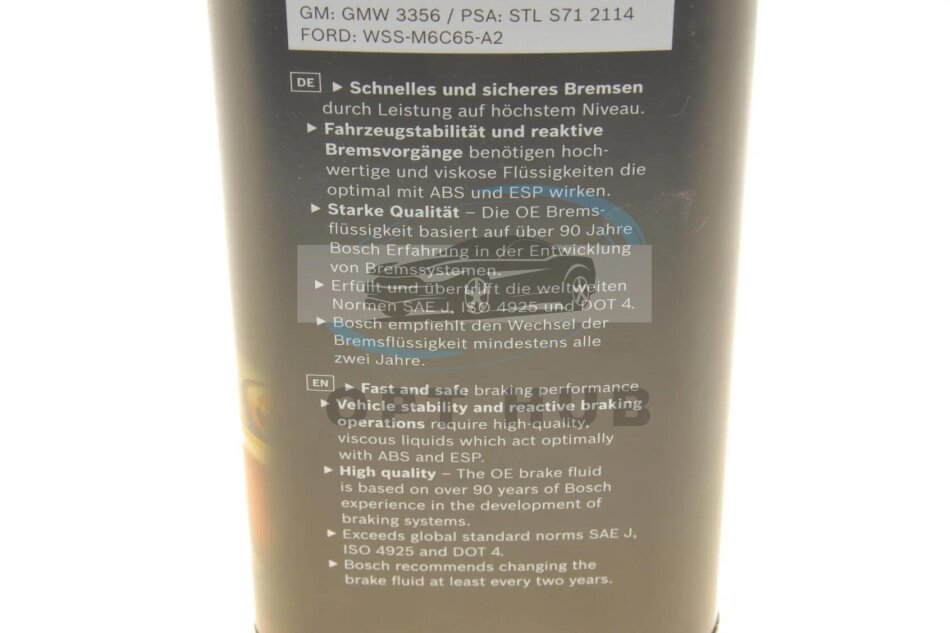 GM: GMW 3356 / PSA: STL S71 2114
FORD: WSS-M6C65-A2
DE ▶ Schnelles und sicheres Bremsen
durch Leistung auf höchstem Niveau.
▶ Fahrzeugstabilität und reaktive
Bremsvorgänge benötigen hoch-
wertige und viskose Flüssigkeiten die
optimal mit ABS und ESP wirken.
▶ Starke Qualität – Die OE Brems-
flüssigkeit basiert auf über 90 Jahre
Bosch Erfahrung in der Entwicklung
von Bremssystemen.
▶ Erfüllt und übertrifft die weltweiten
Normen SAE J, ISO 4925 und DOT 4.
▶ Bosch empfiehlt den Wechsel der
Bremsflüssigkeit mindestens alle
zwei Jahre.
EN ▶ Fast and safe braking performance
▶ Vehicle stability and reactive braking
operations require high-quality,
viscous liquids which act optimally
with ABS and ESP.
▶ High quality – The OE brake fluid
is based on over 90 years of Bosch
experience in the development of
braking systems.
▶ Exceeds global standard norms SAE J,
ISO 4925 and DOT 4.
▶ Bosch recommends changing the
brake fluid at least every two years.
OPT HUB